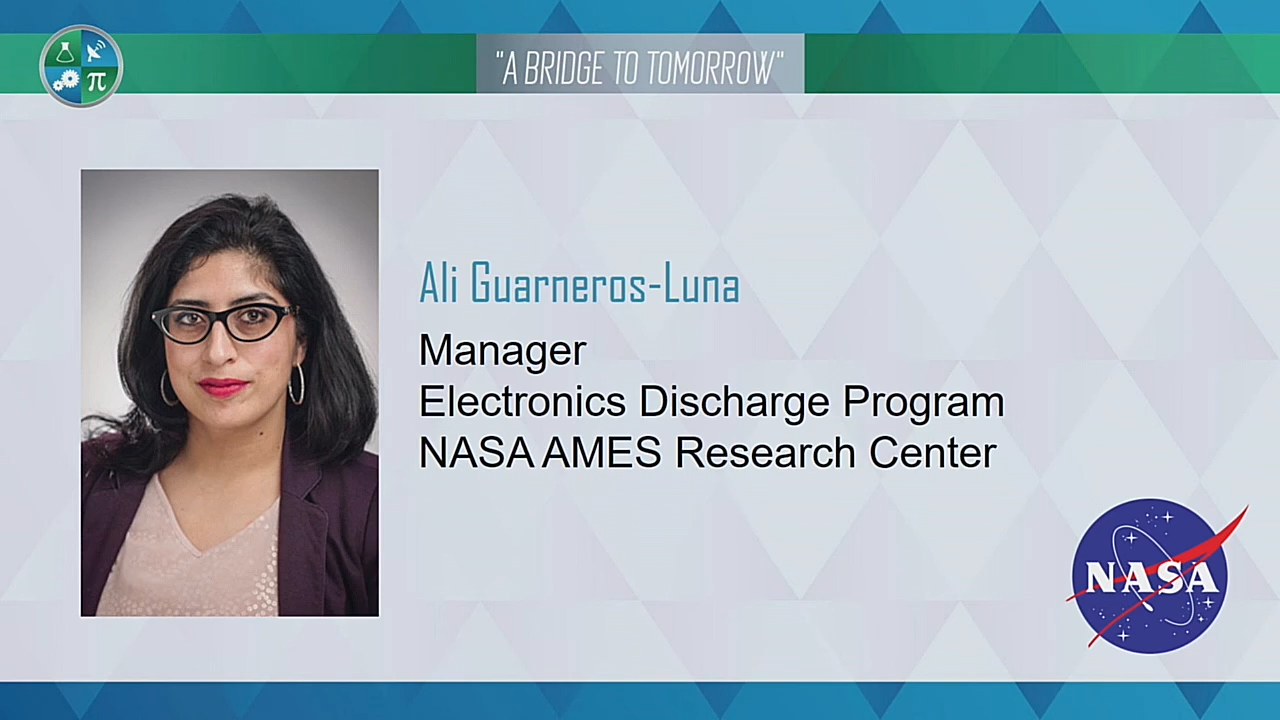 "A BRIDGE TO TOMORROW"
π
Ali Guarneros-Luna
Manager
Electronics Discharge Program
NASA AMES Research Center
NASA